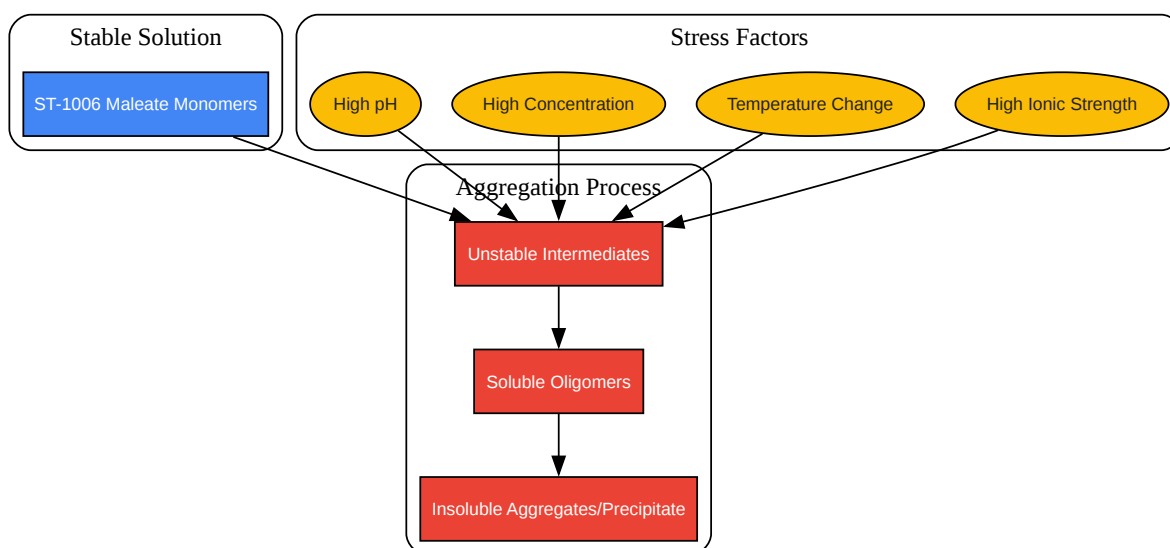 Stable Solution
ST-1006 Maleate Monomers
Stress Factors
High pH
High Concentration
Temperature Change
High Ionic Strength
Aggregation Process
Unstable Intermediates
Soluble Oligomers
Insoluble Aggregates/Precipitate